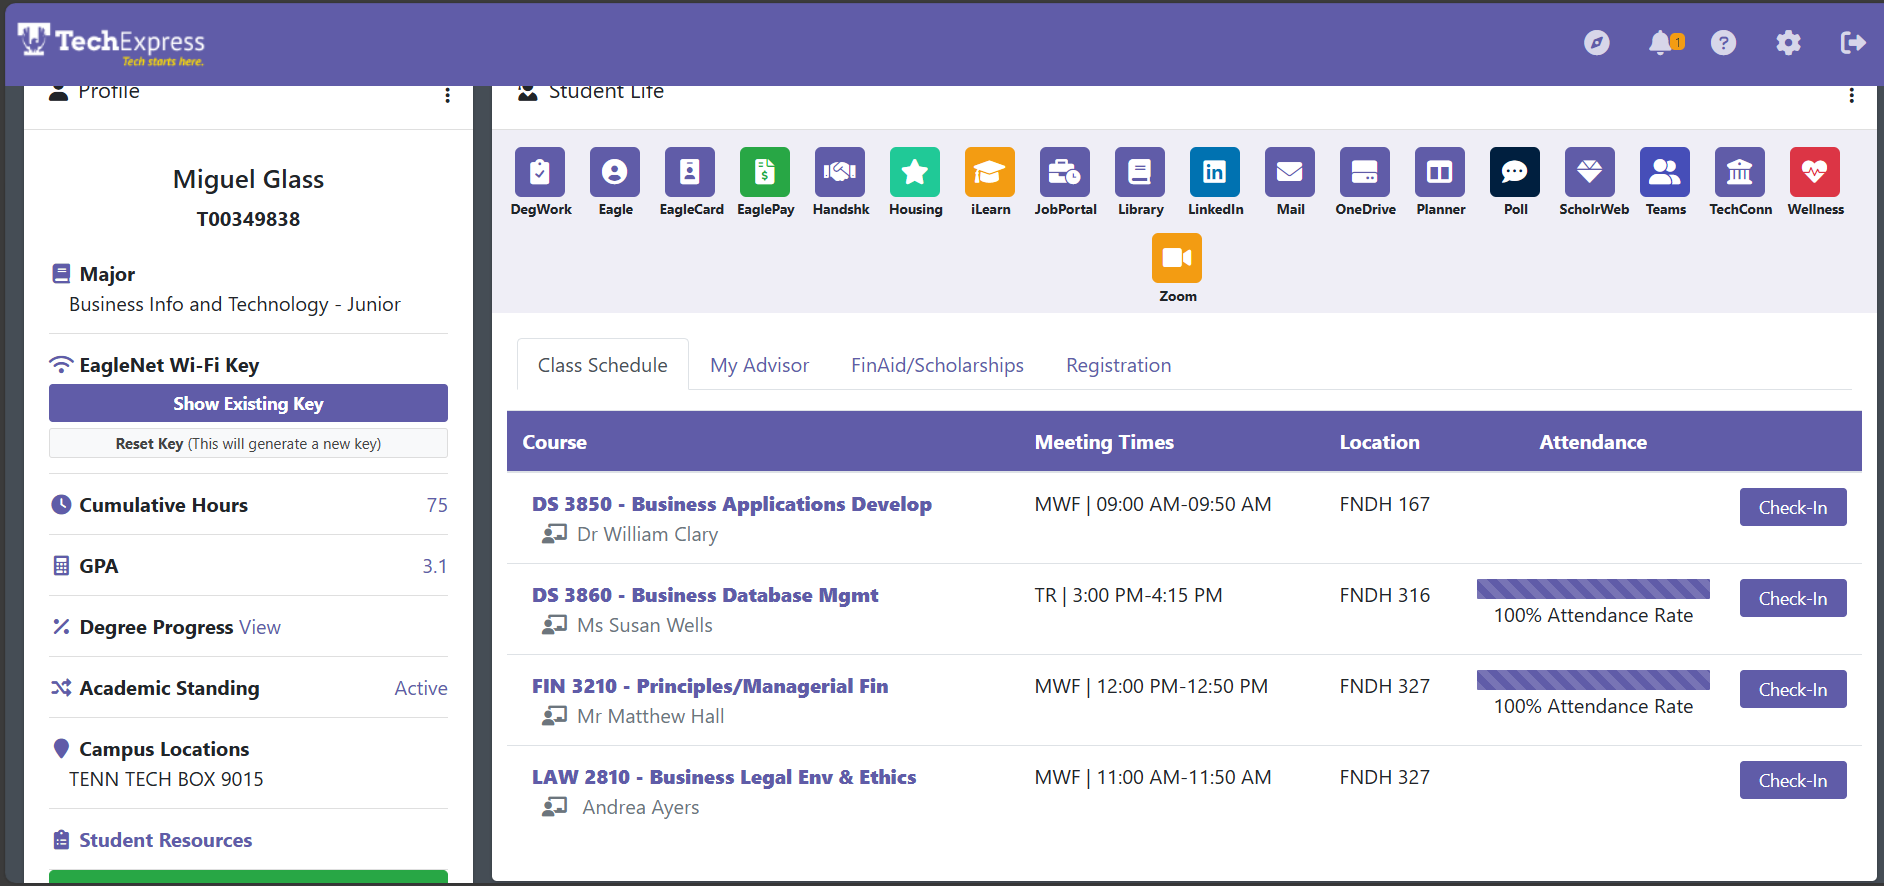 TechExpress
Tech starts here.
1
Profile
Student Life
Miguel Glass
T00349838
Major
Business Info and Technology - Junior
EagleNet Wi-Fi Key
Show Existing Key
Reset Key (This will generate a new key)
Cumulative Hours 75
GPA 3.1
Degree Progress View
Academic Standing Active
Campus Locations
TENN TECH BOX 9015
Student Resources
DegWork Eagle EagleCard EaglePay Handshk Housing iLearn JobPortal Library LinkedIn Mail OneDrive Planner Poll ScholrWeb Teams TechConn Wellness
Zoom
Class Schedule My Advisor FinAid/Scholarships Registration
Course Meeting Times Location Attendance
DS 3850 - Business Applications Develop MWF | 09:00 AM-09:50 AM FNDH 167 Check-In
Dr William Clary
DS 3860 - Business Database Mgmt TR | 3:00 PM-4:15 PM FNDH 316 Check-In
100% Attendance Rate
Ms Susan Wells
FIN 3210 - Principles/Managerial Fin MWF | 12:00 PM-12:50 PM FNDH 327 Check-In
100% Attendance Rate
Mr Matthew Hall
LAW 2810 - Business Legal Env & Ethics MWF | 11:00 AM-11:50 AM FNDH 327 Check-In
Andrea Ayers